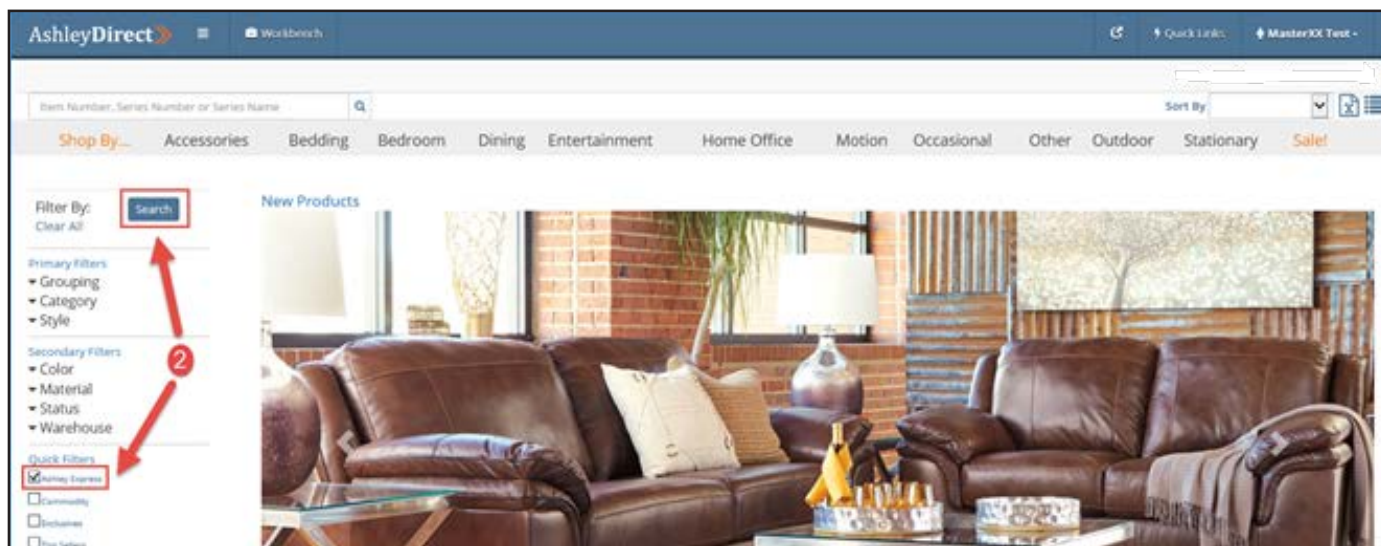 AshleyDirect
Workbench
Quick Links
MasterXX Test
Item Number, Series Number or Series Name
Sort By
Shop By... Accessories Bedding Bedroom Dining Entertainment Home Office Motion Occasional Other Outdoor Stationary Sale!
Filter By: Search
Clear All
New Products
Primary Filters
Grouping
Category
Style
Secondary Filters
Color
Material
Status
Warehouse
2
Quick Filters
Ashley Express
Commodity
Exclusives
Top Sellers